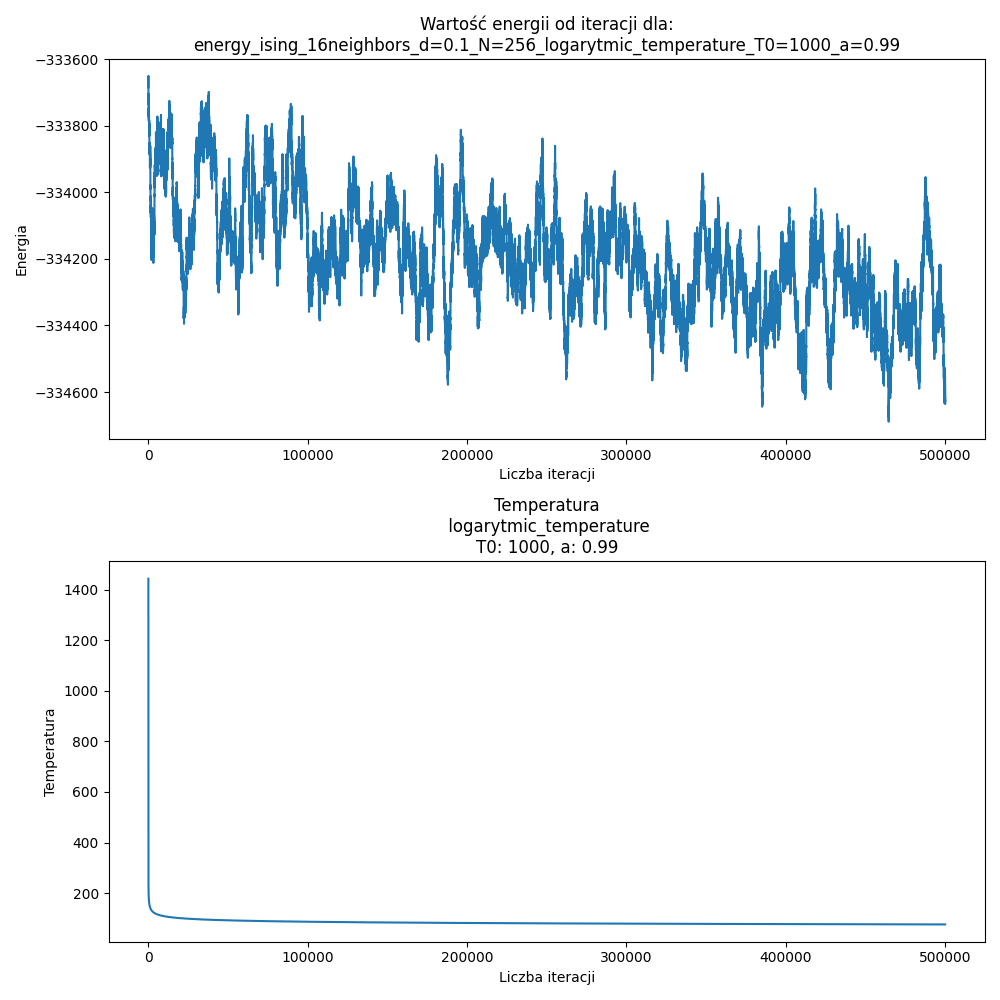 Wartość energii od iteracji dla:
energy_ising_16neighbors_d=0.1_N=256_logarytmic_temperature_T0=1000_a=0.99
−333600
−333800
−334000
−334200
−334400
−334600
Energia
0 100000 200000 300000 400000 500000
Liczba iteracji
Temperatura
logarytmic_temperature
T0: 1000, a: 0.99
1400
1200
1000
800
600
400
200
Temperatura
0 100000 200000 300000 400000 500000
Liczba iteracji